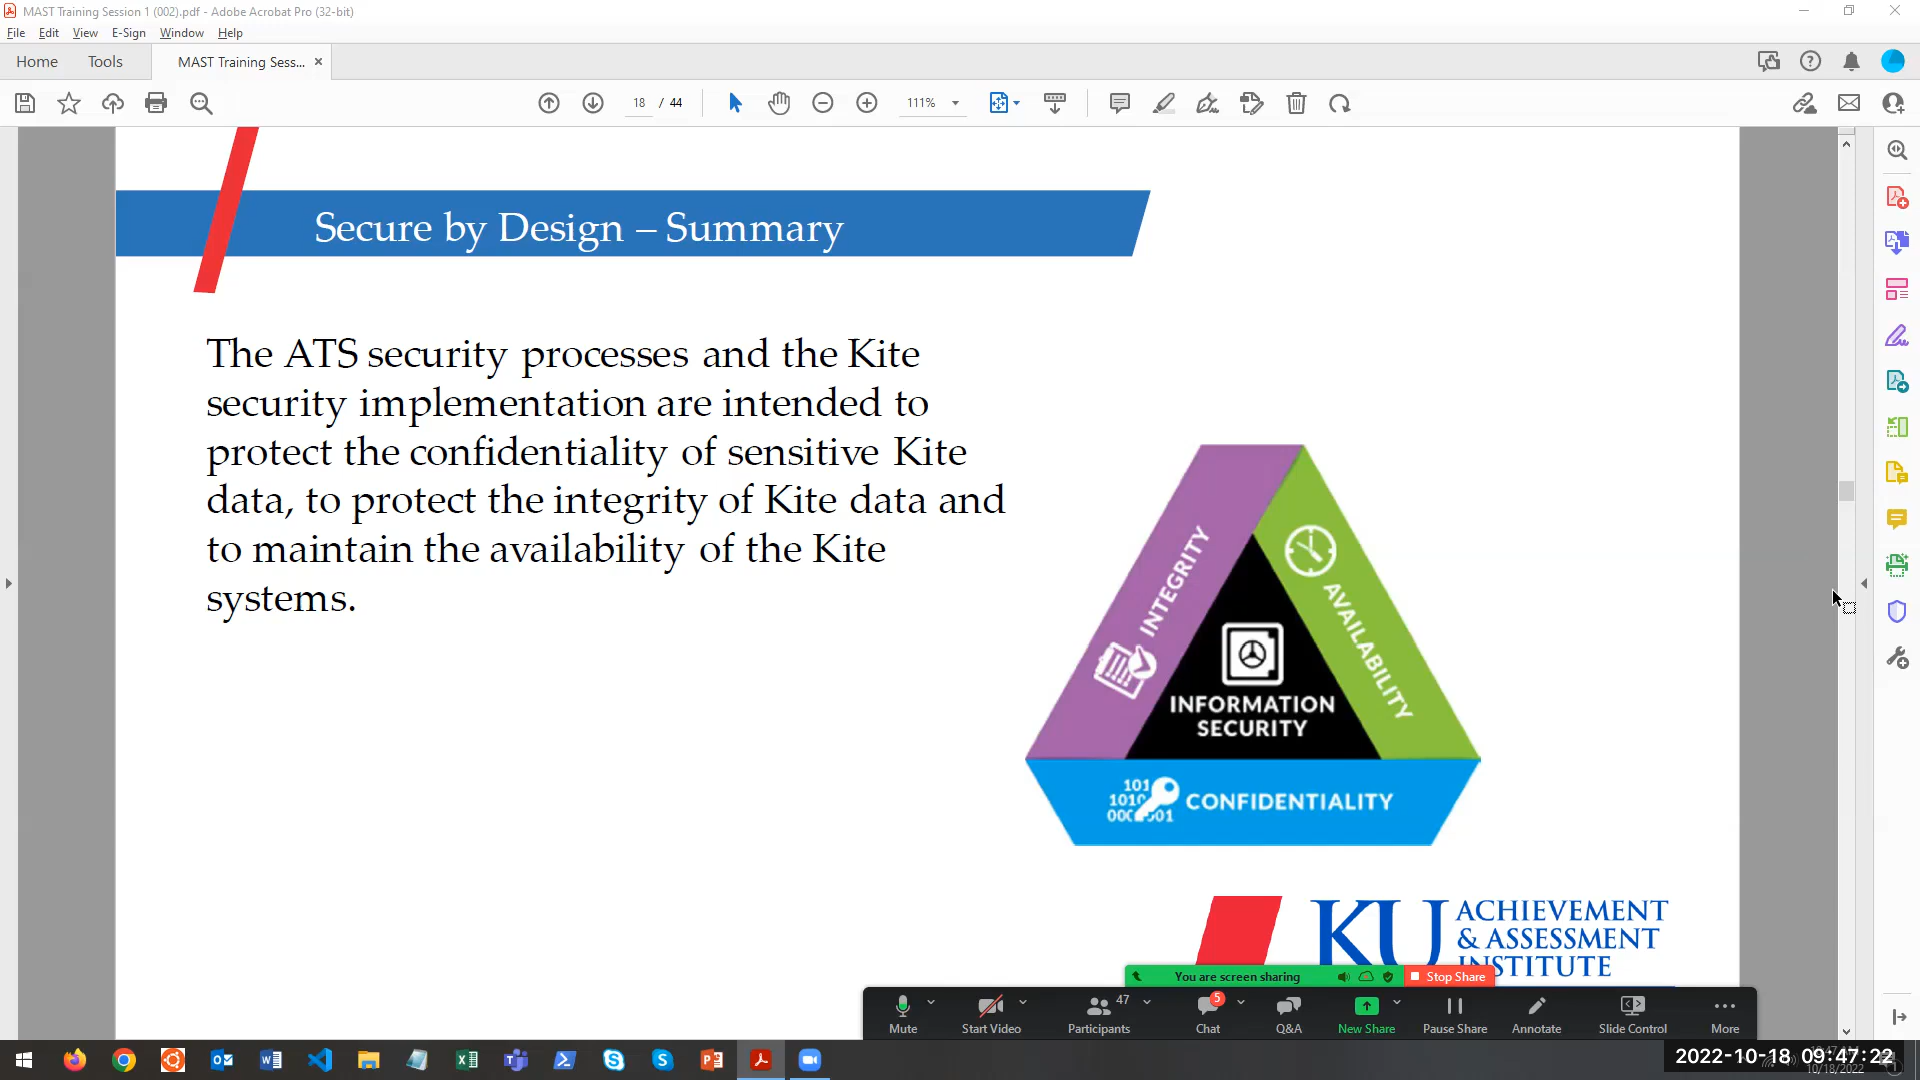 MAST Training Session 1 (002).pdf - Adobe Acrobat Pro (32-bit)
File Edit View E-Sign Window Help
Home Tools MAST Training Sess... ×
18 / 44 111%
Secure by Design – Summary
The ATS security processes and the Kite
security implementation are intended to
protect the confidentiality of sensitive Kite
data, to protect the integrity of Kite data and
to maintain the availability of the Kite
systems.
INTEGRITY
AVAILABILITY
INFORMATION
SECURITY
101
CONFIDENTIALITY
KU ACHIEVEMENT
& ASSESSMENT
INSTITUTE
You are screen sharing Stop Share
47 5
Mute Start Video Participants Chat Q&A New Share Pause Share Annotate Slide Control More
2022-10-18 09:47:22
10/18/2022